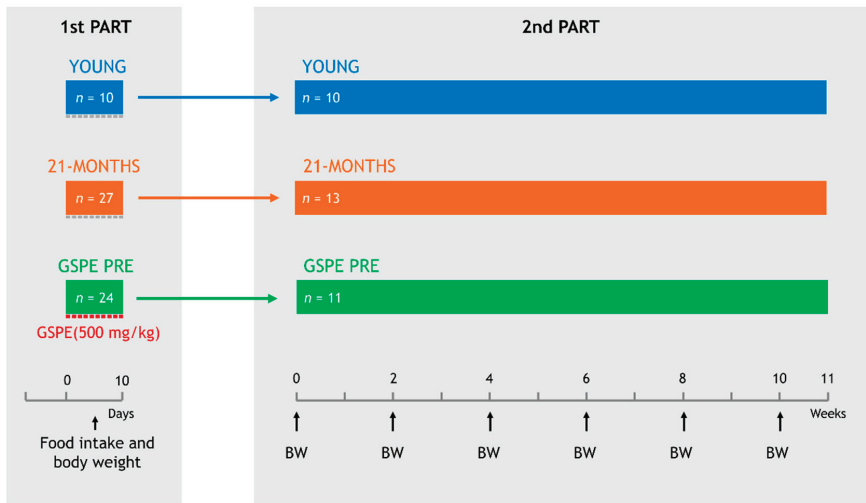 1st PART
2nd PART
YOUNG
n = 10
YOUNG
n = 10
21-MONTHS
n = 27
21-MONTHS
n = 13
GSPE PRE
n = 24
GSPE(500 mg/kg)
GSPE PRE
n = 11
0 10
Days
Food intake and
body weight
0 2 4 6 8 10 11
Weeks
BW BW BW BW BW BW